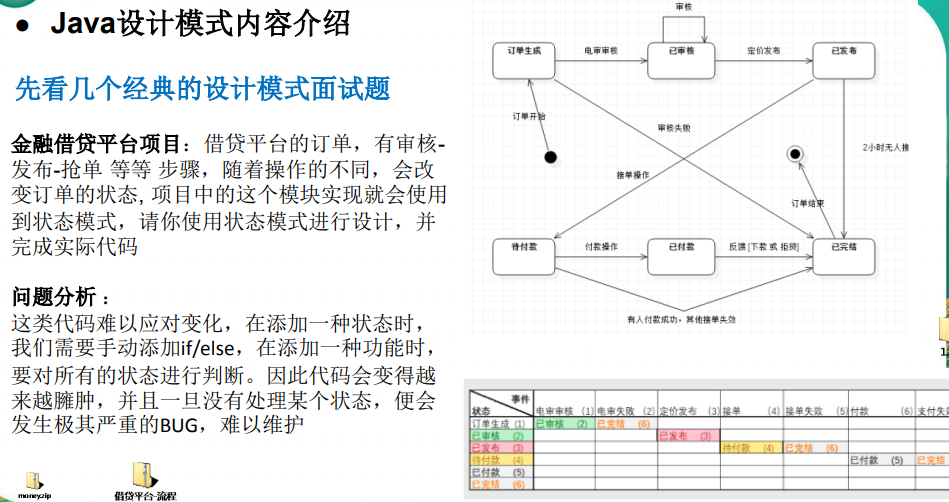 ● Java设计模式内容介绍
先看几个经典的设计模式面试题
金融借贷平台项目：借贷平台的订单，有审核-
发布-抢单 等等 步骤，随着操作的不同，会改
变订单的状态, 项目中的这个模块实现就会使用
到状态模式，请你使用状态模式进行设计，并
完成实际代码
问题分析 ：
这类代码难以应对变化，在添加一种状态时，
我们需要手动添加if/else，在添加一种功能时，
要对所有的状态进行判断。因此代码会变得越
来越臃肿，并且一旦没有处理某个状态，便会
发生极其严重的BUG，难以维护
money.zip
借贷平台-流程
审核
订单生成
电审审核
已审核
定价发布
已发布
订单开始
审核失败
2小时无人接
接单操作
订单结束
待付款
付款操作
已付款
反馈 [下款 或 拒贷]
已完结
有人付款成功，其他接单失效
1
事件
状态
电审审核 (1) 电审失败 (2) 定价发布 (3) 接单 (4) 接单失效 (5) 付款 (6) 支付失
订单生成 (1) 已审核 (2) 已完结 (6)
已审核 (2) 已发布 (3)
已发布 (3) 待付款 (4) 已完结 (6)
待付款 (4) 已付款 (5) 已完结
已付款 (5)
已完结 (6)